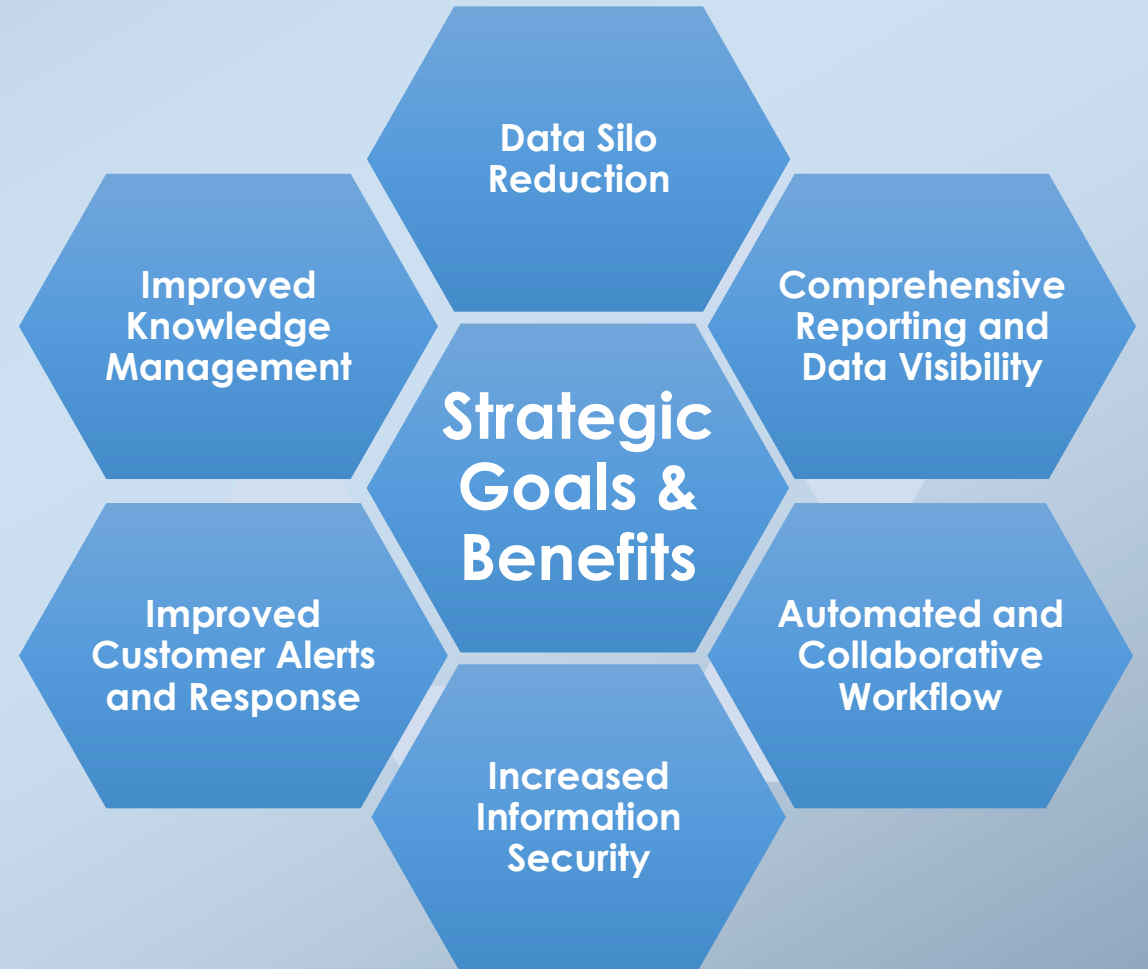 Data Silo
Reduction
Comprehensive
Reporting and
Data Visibility
Automated and
Collaborative
Workflow
Increased
Information
Security
Improved
Customer Alerts
and Response
Improved
Knowledge
Management
Strategic
Goals &
Benefits